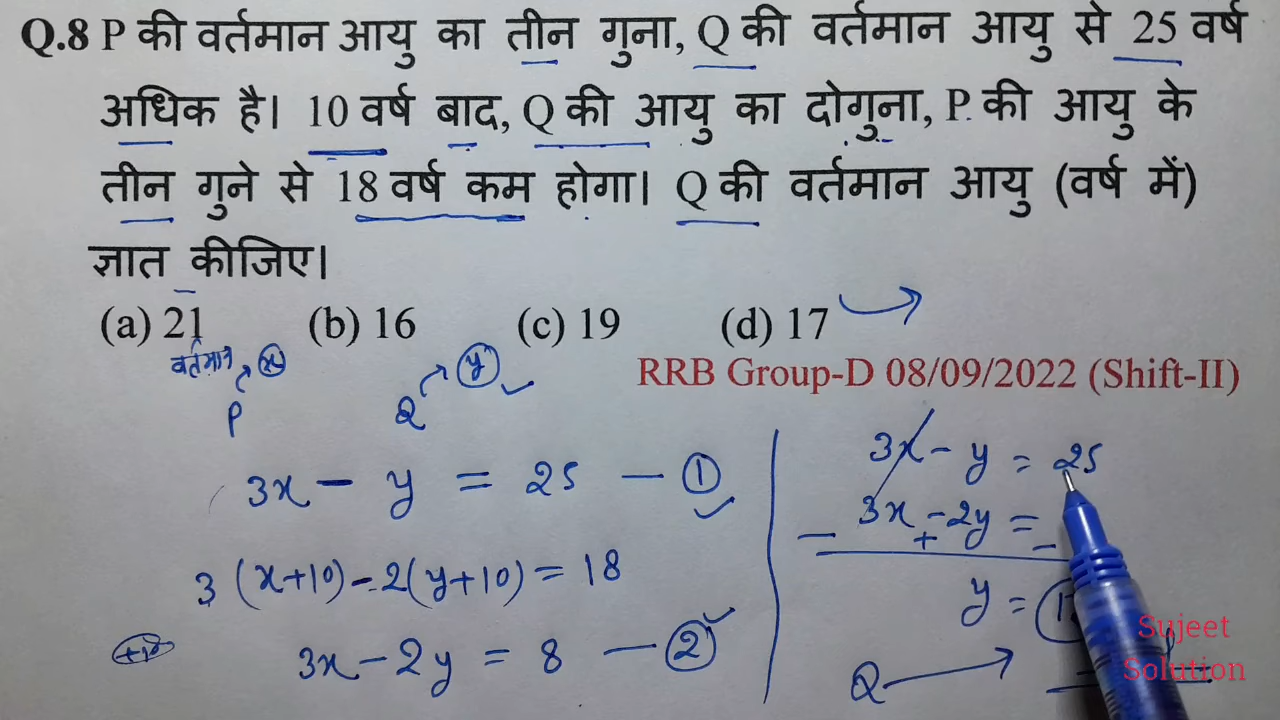 Q.8 P की वर्तमान आयु का तीन गुना, Q की वर्तमान आयु से 25 वर्ष
अधिक है। 10 वर्ष बाद, Q की आयु का दोगुना, P की आयु के
तीन गुने से 18 वर्ष कम होगा। Q की वर्तमान आयु (वर्ष में)
ज्ञात कीजिए।
(a) 21 (b) 16 (c) 19 (d) 17
RRB Group-D 08/09/2022 (Shift-II)
वर्तमान x y
P Q
3x - y = 25 - 1
3(x+10) - 2(y+10) = 18
+10
3x - 2y = 8 - 2
3x - y = 25
3x - 2y =
- + -
y =
Q
Sujeet
Solution